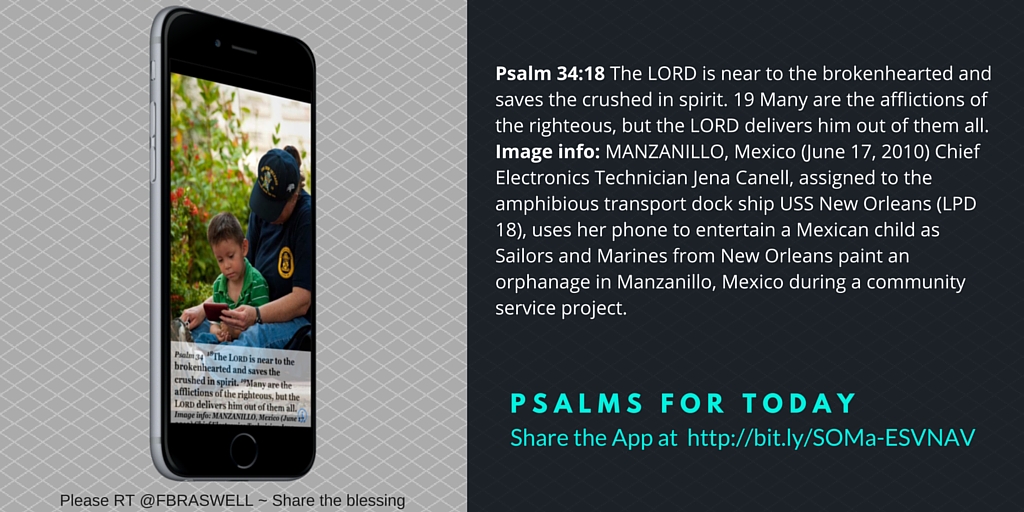 Psalm 34 ¹⁸The LORD is near to the
brokenhearted and saves the
crushed in spirit. ¹⁹Many are the
afflictions of the righteous, but the
LORD delivers him out of them all.
Image info: MANZANILLO, Mexico (June
Please RT @FBRASWELL ~ Share the blessing
Psalm 34:18 The LORD is near to the brokenhearted and
saves the crushed in spirit. 19 Many are the afflictions of
the righteous, but the LORD delivers him out of them all.
Image info: MANZANILLO, Mexico (June 17, 2010) Chief
Electronics Technician Jena Canell, assigned to the
amphibious transport dock ship USS New Orleans (LPD
18), uses her phone to entertain a Mexican child as
Sailors and Marines from New Orleans paint an
orphanage in Manzanillo, Mexico during a community
service project.
PSALMS FOR TODAY
Share the App at http://bit.ly/SOMa-ESVNAV